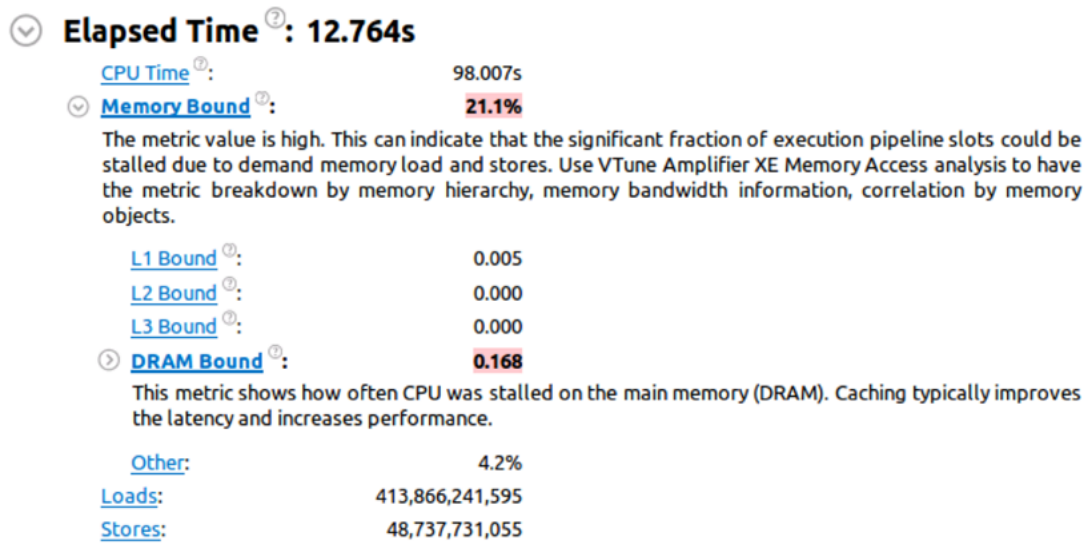 Elapsed Time ?: 12.764s
CPU Time ?: 98.007s
Memory Bound ?: 21.1%
The metric value is high. This can indicate that the significant fraction of execution pipeline slots could be
stalled due to demand memory load and stores. Use VTune Amplifier XE Memory Access analysis to have
the metric breakdown by memory hierarchy, memory bandwidth information, correlation by memory
objects.
L1 Bound ?: 0.005
L2 Bound ?: 0.000
L3 Bound ?: 0.000
DRAM Bound ?: 0.168
This metric shows how often CPU was stalled on the main memory (DRAM). Caching typically improves
the latency and increases performance.
Other: 4.2%
Loads: 413,866,241,595
Stores: 48,737,731,055